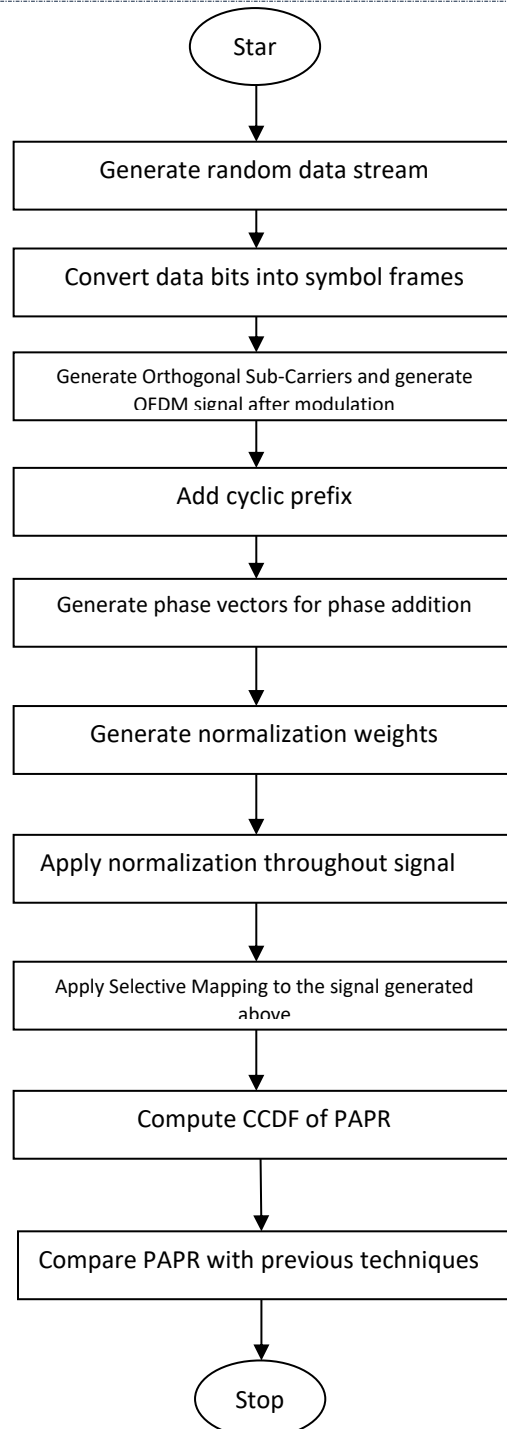 Star
Generate random data stream
Convert data bits into symbol frames
Generate Orthogonal Sub-Carriers and generate
OFDM signal after modulation
Add cyclic prefix
Generate phase vectors for phase addition
Generate normalization weights
Apply normalization throughout signal
Apply Selective Mapping to the signal generated
above
Compute CCDF of PAPR
Compare PAPR with previous techniques
Stop